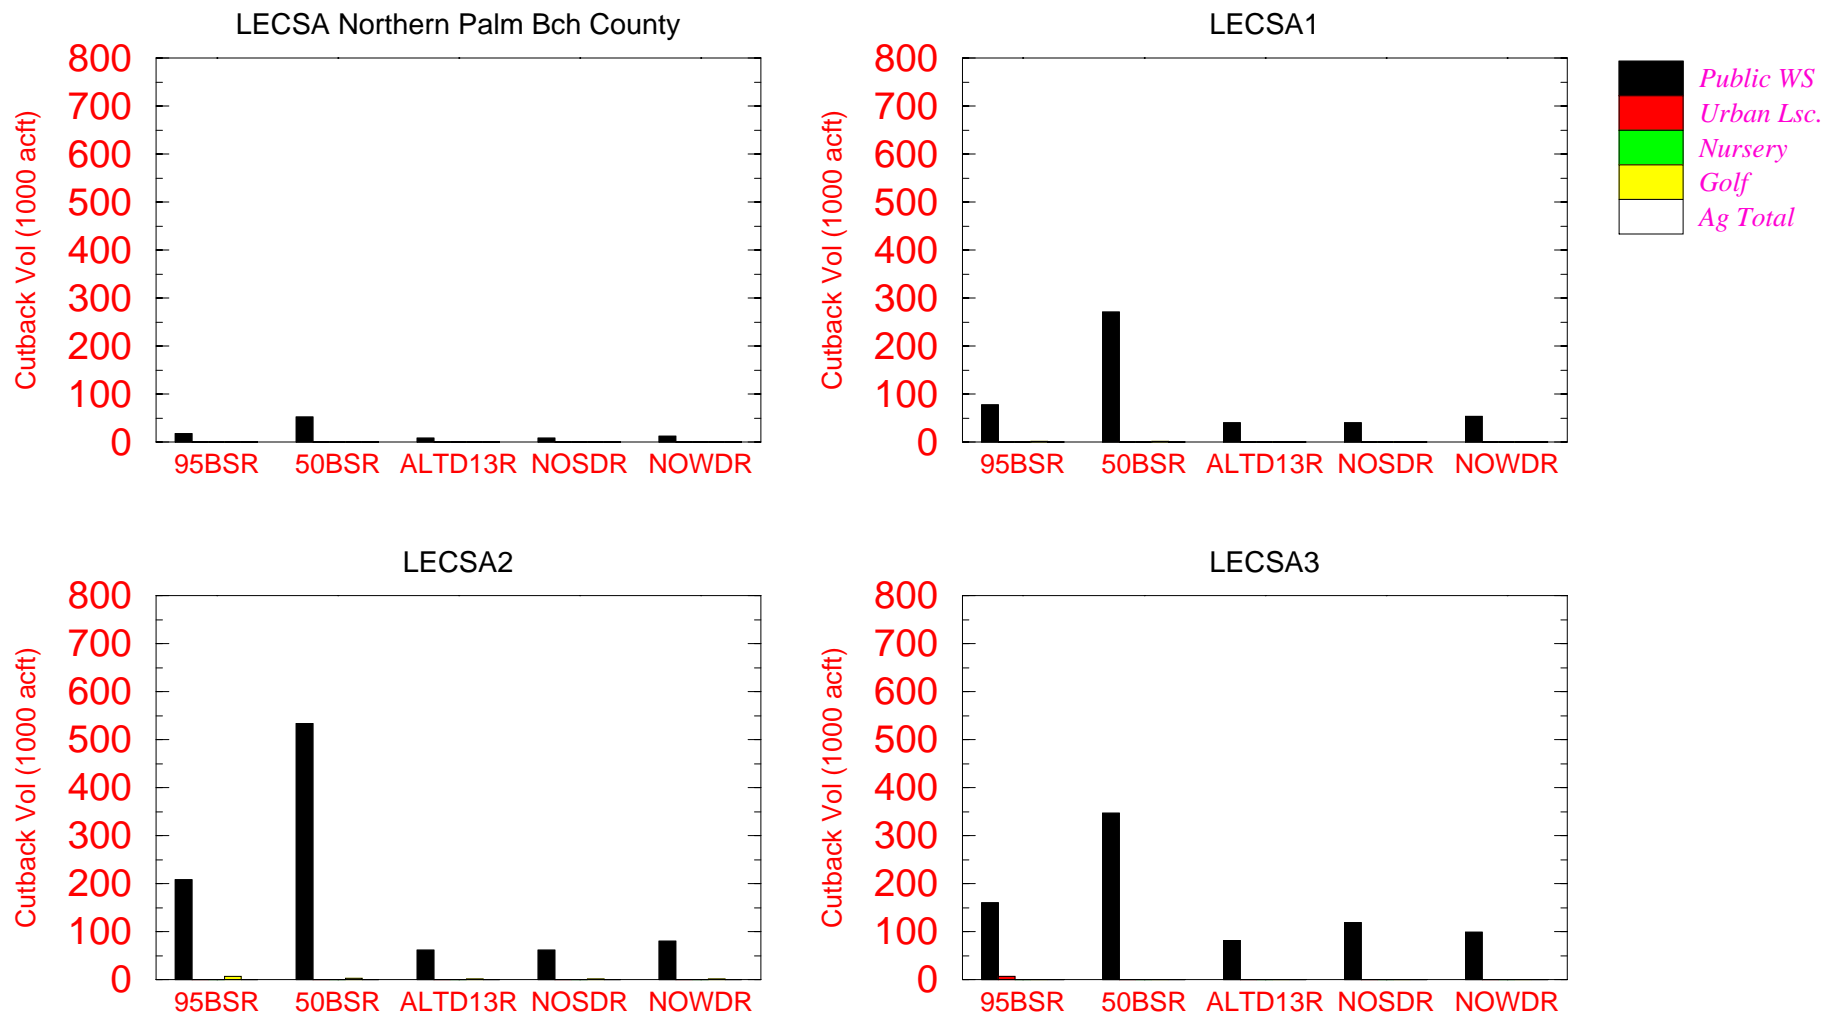 LECSA Northern Palm Bch County
800
700
600
500
400
300
200
100
0
Cutback Vol (1000 acft)
95BSR 50BSR ALTD13R NOSDR NOWDR
LECSA1
800
700
600
500
400
300
200
100
0
Cutback Vol (1000 acft)
95BSR 50BSR ALTD13R NOSDR NOWDR
Public WS
Urban Lsc.
Nursery
Golf
Ag Total
LECSA2
800
700
600
500
400
300
200
100
0
Cutback Vol (1000 acft)
95BSR 50BSR ALTD13R NOSDR NOWDR
LECSA3
800
700
600
500
400
300
200
100
0
Cutback Vol (1000 acft)
95BSR 50BSR ALTD13R NOSDR NOWDR